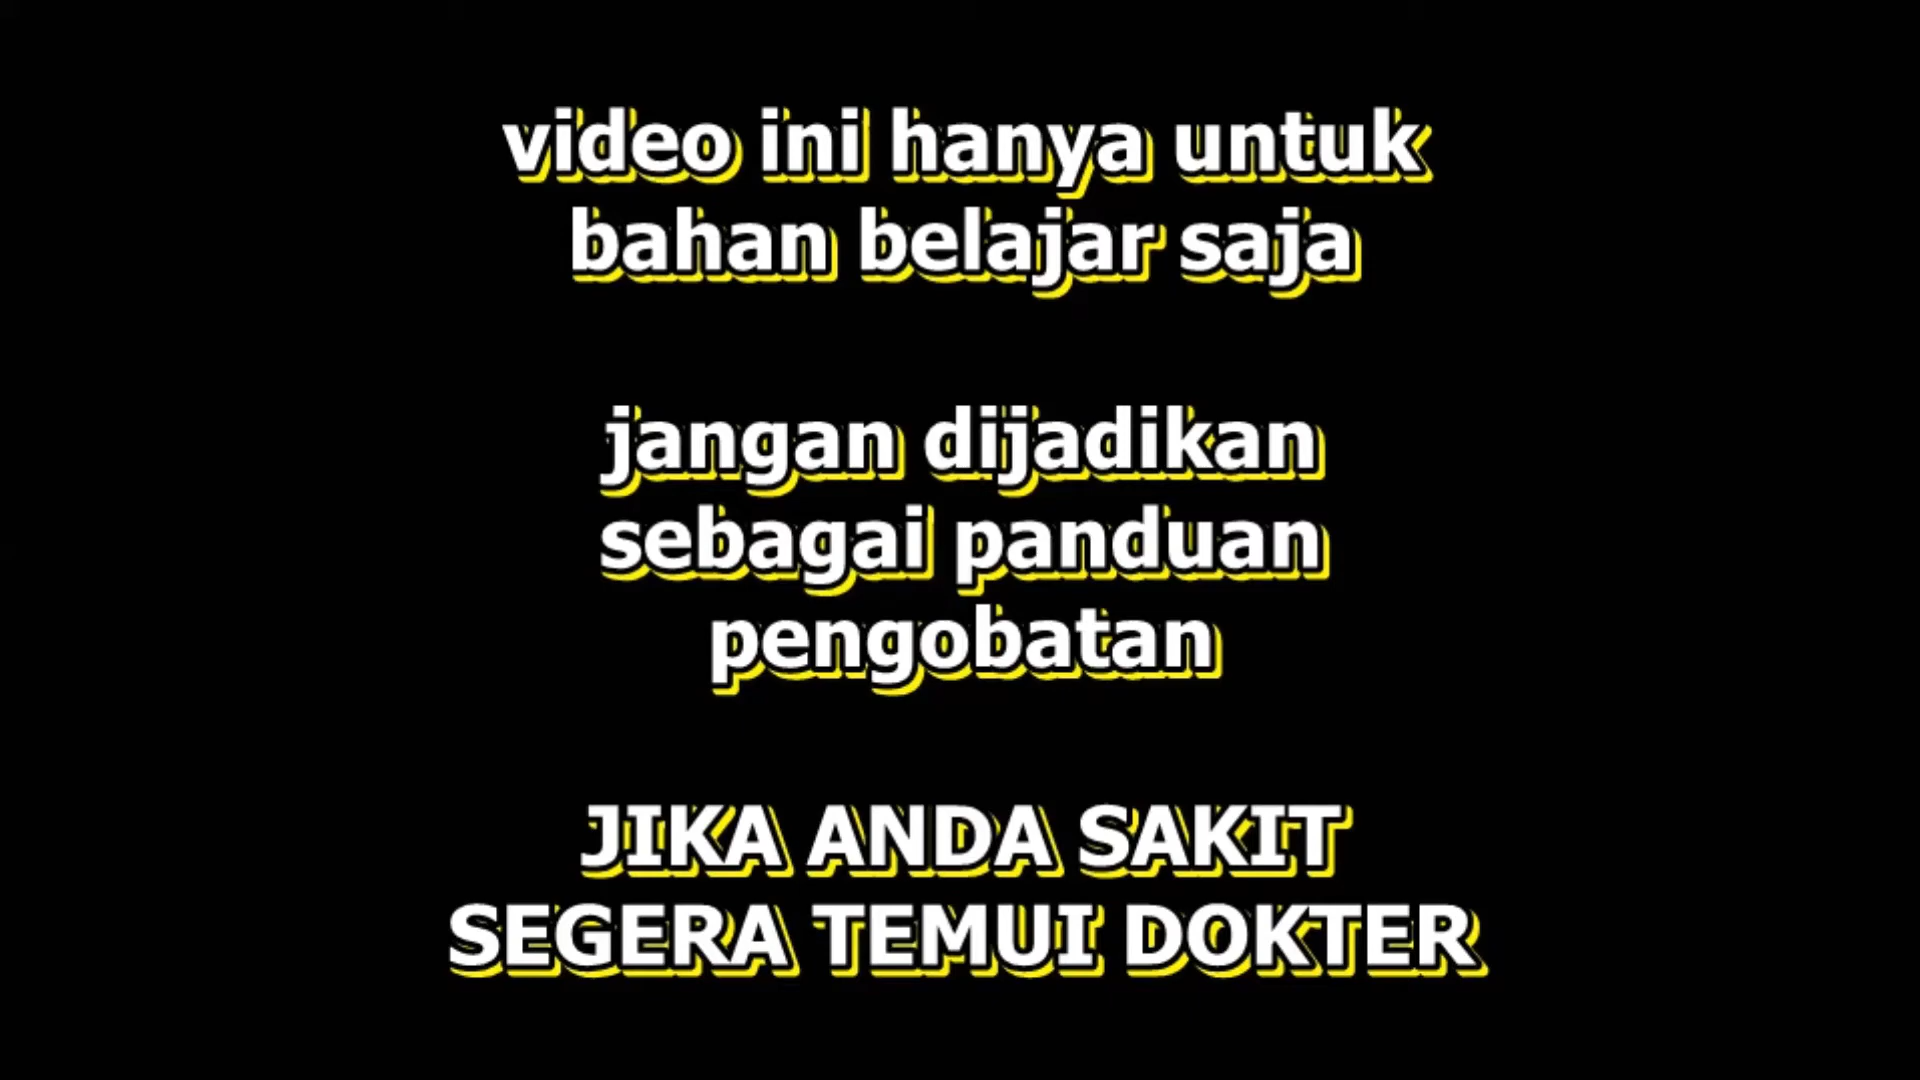 video ini hanya untuk
bahan belajar saja
jangan dijadikan
sebagai panduan
pengobatan
JIKA ANDA SAKIT
SEGERA TEMUI DOKTER